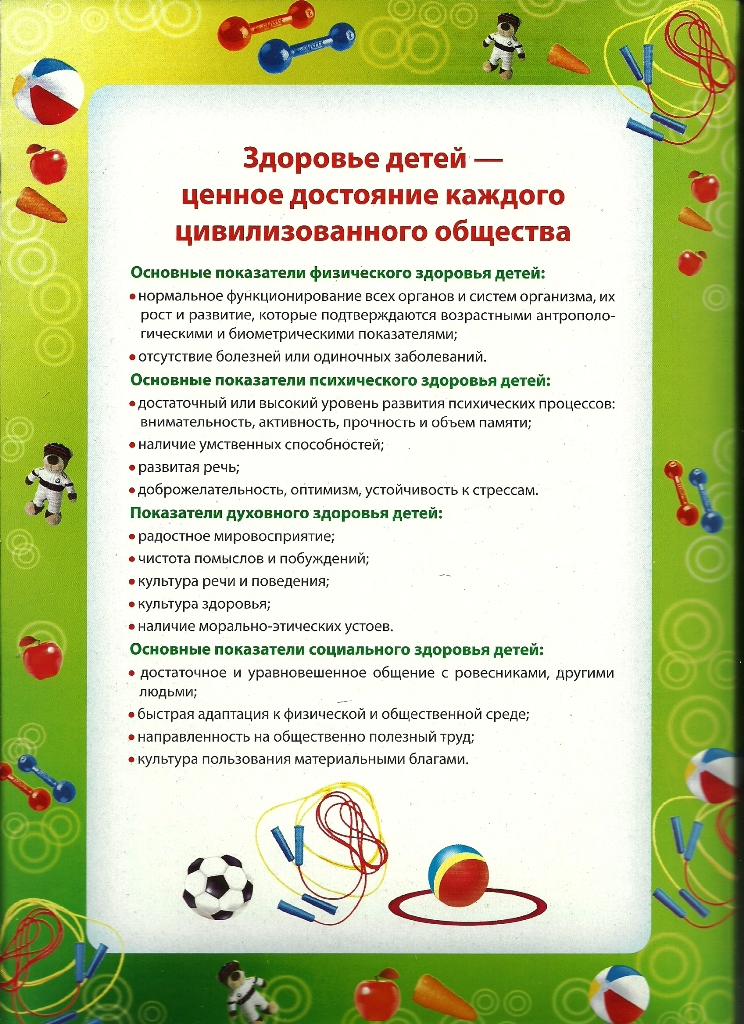 Здоровье детей —
ценное достояние каждого
цивилизованного общества
Основные показатели физического здоровья детей:
• нормальное функционирование всех органов и систем организма, их
рост и развитие, которые подтверждаются возрастными антрополо-
гическими и биометрическими показателями;
• отсутствие болезней или одиночных заболеваний.
Основные показатели психического здоровья детей:
• достаточный или высокий уровень развития психических процессов:
внимательность, активность, прочность и объем памяти;
• наличие умственных способностей;
• развитая речь;
• доброжелательность, оптимизм, устойчивость к стрессам.
Показатели духовного здоровья детей:
• радостное мировосприятие;
• чистота помыслов и побуждений;
• культура речи и поведения;
• культура здоровья;
• наличие морально-этических устоев.
Основные показатели социального здоровья детей:
• достаточное и уравновешенное общение с ровесниками, другими
людьми;
• быстрая адаптация к физической и общественной среде;
• направленность на общественно полезный труд;
• культура пользования материальными благами.